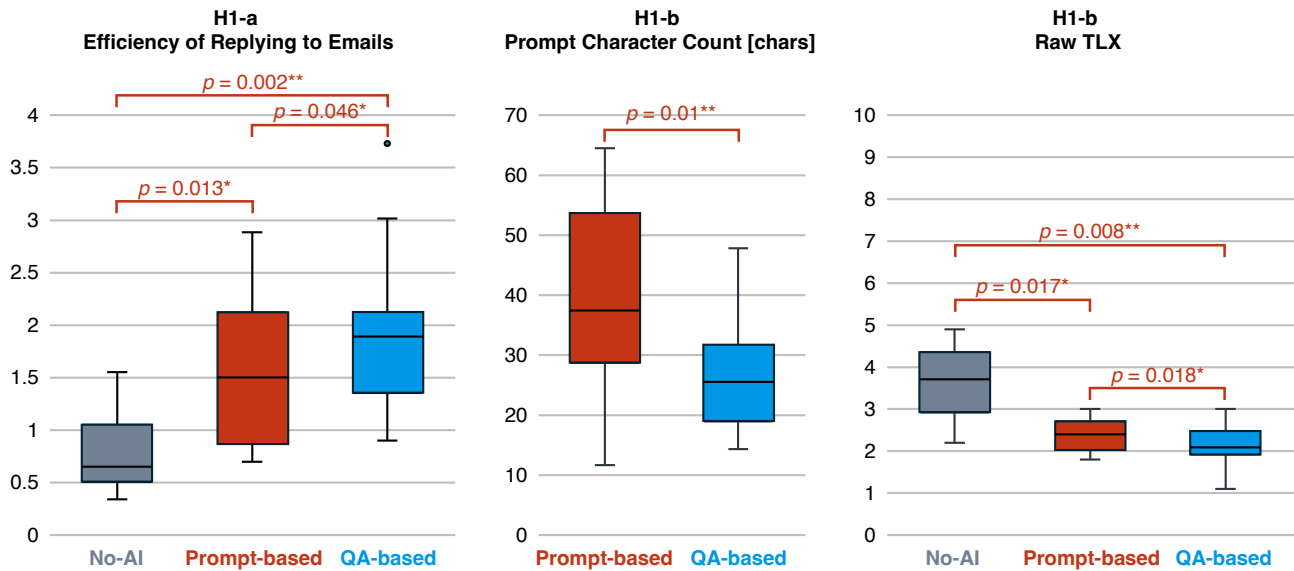 H1-a
Efficiency of Replying to Emails
p = 0.002**
p = 0.046*
p = 0.013*
4
3.5
3
2.5
2
1.5
1
0.5
0
No-AI
Prompt-based
QA-based
H1-b
Prompt Character Count [chars]
p = 0.01**
70
60
50
40
30
20
10
0
Prompt-based
QA-based
H1-b
Raw TLX
10
9
8
7
6
5
4
3
2
1
0
p = 0.008**
p = 0.017*
p = 0.018*
No-AI
Prompt-based
QA-based